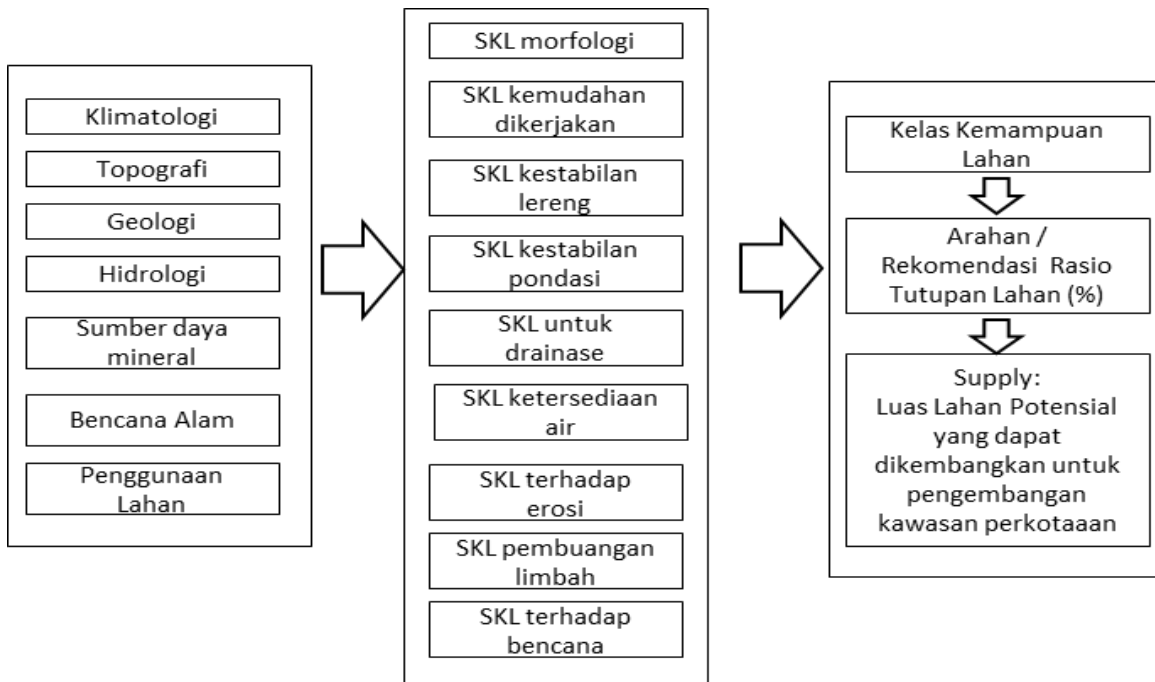 Klimatologi
Topografi
Geologi
Hidrologi
Sumber daya
mineral
Bencana Alam
Penggunaan
Lahan
SKL morfologi
SKL kemudahan
dikerjakan
SKL kestabilan
lereng
SKL kestabilan
pondasi
SKL untuk
drainase
SKL ketersediaan
air
SKL terhadap
erosi
SKL pembuangan
limbah
SKL terhadap
bencana
Kelas Kemampuan
Lahan
Arahan /
Rekomendasi Rasio
Tutupan Lahan (%)
Supply:
Luas Lahan Potensial
yang dapat
dikembangkan untuk
pengembangan
kawasan perkotaaan